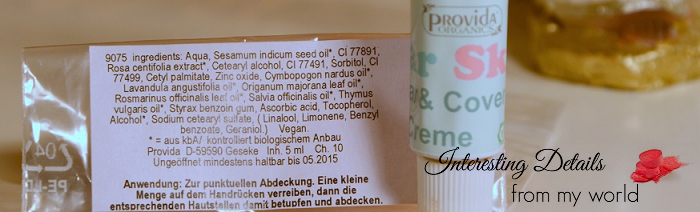 9075 ingredients: Aqua, Sesamum indicum seed oil*, CI 77891,
Rosa centifolia extract*, Cetearyl alcohol, CI 77491, Sorbitol, CI
77499, Cetyl palmitate, Zinc oxide, Cymbopogon nardus oil*,
Lavandula angustifolia oil*, Origanum majorana leaf oil*,
Rosmarinus officinalis leaf oil*, Salvia officinalis oil*, Thymus
vulgaris oil*, Styrax benzoin gum, Ascorbic acid, Tocopherol,
Alcohol*, Sodium cetearyl sulfate, ( Linalool, Limonene, Benzyl
benzoate, Geraniol.) Vegan.
* = aus kbA/ kontrolliert biologischem Anbau
Provida D-59590 Geseke Inh. 5 ml Ch. 10
Ungeöffnet mindestens haltbar bis 05.2015
Anwendung: Zur punktuellen Abdeckung. Eine kleine
Menge auf dem Handrücken verreiben, dann die
entsprechenden Hautstellen damit betupfen und abdecken.
04
PE-LD
PROVIDA
ORGANICS
ar Sk
& Cover
Creme
Interesting Details
from my world